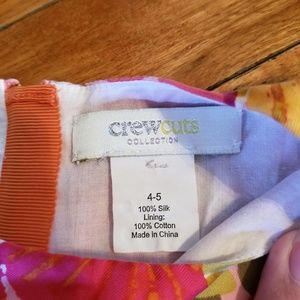 crewcuts
COLLECTION
4-5
100% Silk
Lining:
100% Cotton
Made in China